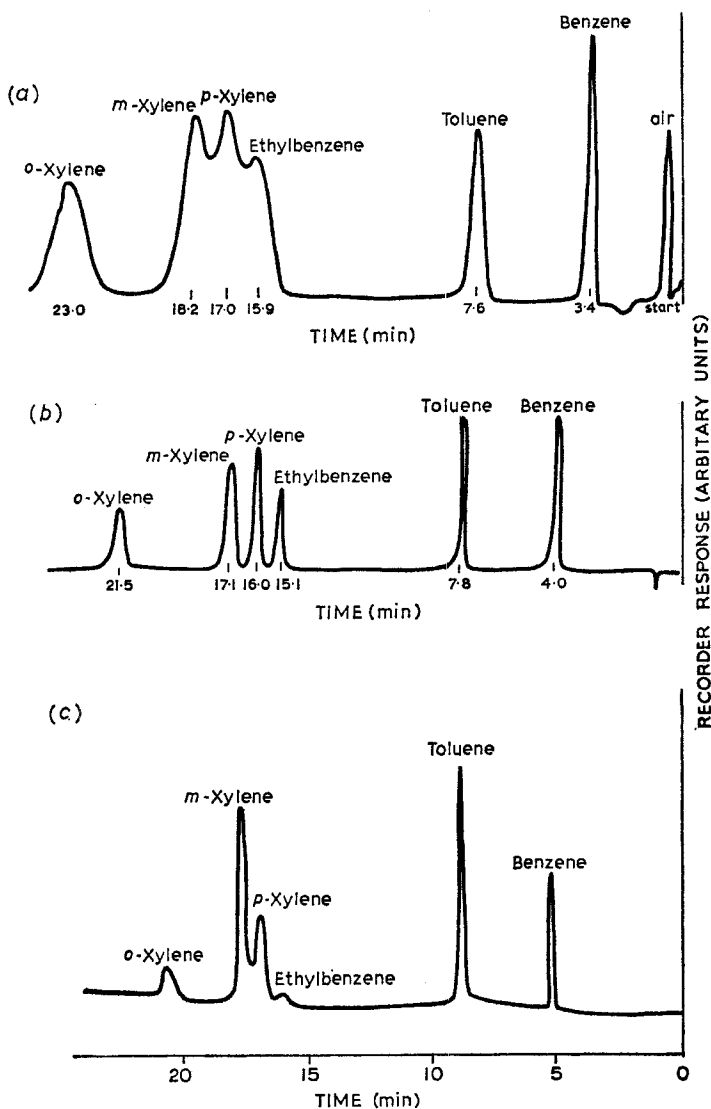 (a)
Benzene
p-Xylene
m-Xylene
Toluene
air
Ethylbenzene
o-Xylene
23·0
18·2
17·0
15·9
7·6
3·4
start
TIME (min)
(b)
Toluene
Benzene
p-Xylene
m-Xylene
Ethylbenzene
o-Xylene
21·5
17·1
16·0
15·1
7·8
4·0
TIME (min)
(c)
Toluene
m-Xylene
Benzene
p-Xylene
o-Xylene
Ethylbenzene
20
15
10
5
0
TIME (min)
RECORDER RESPONSE (ARBITARY UNITS)